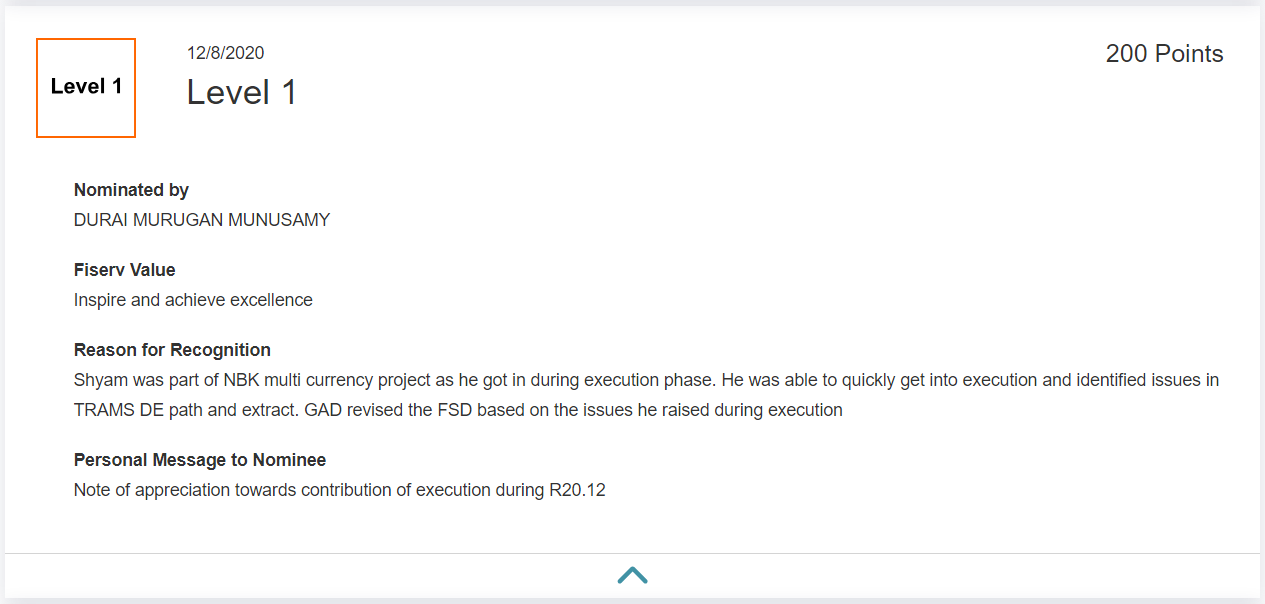 Level 1
12/8/2020
Level 1
200 Points
Nominated by
DURAI MURUGAN MUNUSAMY
Fiserv Value
Inspire and achieve excellence
Reason for Recognition
Shyam was part of NBK multi currency project as he got in during execution phase. He was able to quickly get into execution and identified issues in
TRAMS DE path and extract. GAD revised the FSD based on the issues he raised during execution
Personal Message to Nominee
Note of appreciation towards contribution of execution during R20.12